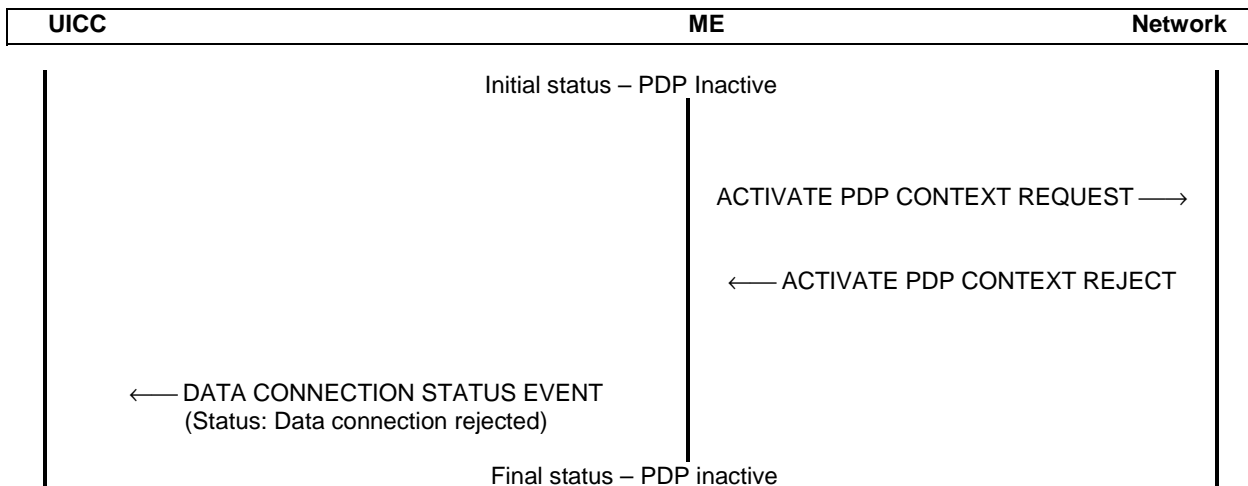 UICC ME Network
Initial status – PDP Inactive
ACTIVATE PDP CONTEXT REQUEST ⟶
⟵ ACTIVATE PDP CONTEXT REJECT
⟵ DATA CONNECTION STATUS EVENT
(Status: Data connection rejected)
Final status – PDP inactive